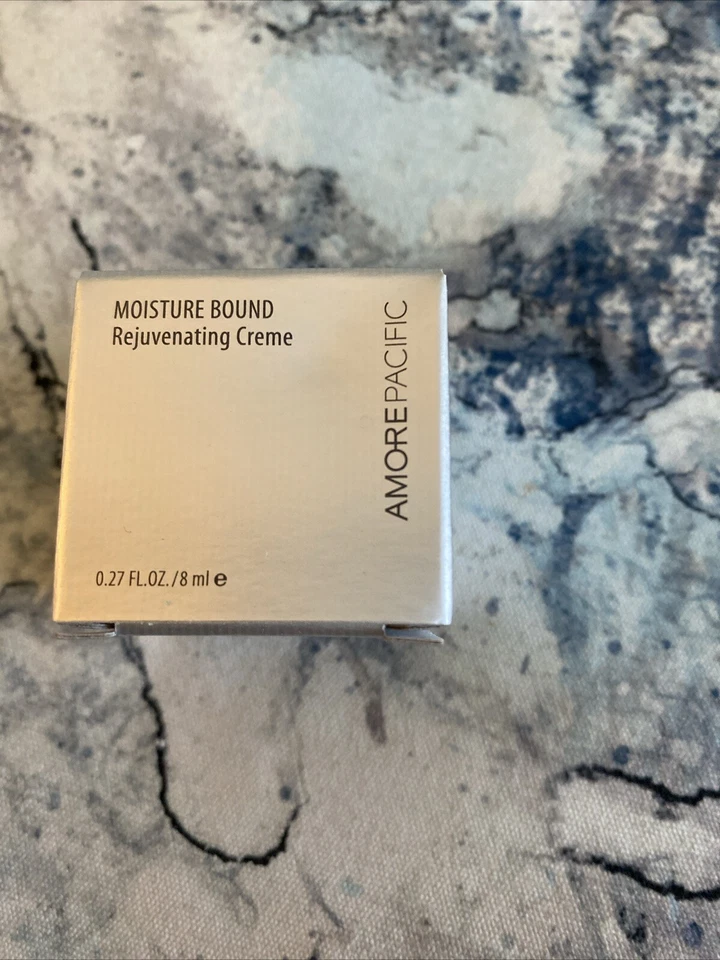 MOISTURE BOUND
Rejuvenating Creme
AMOREPACIFIC
0.27 FL.OZ./8 ml ℮